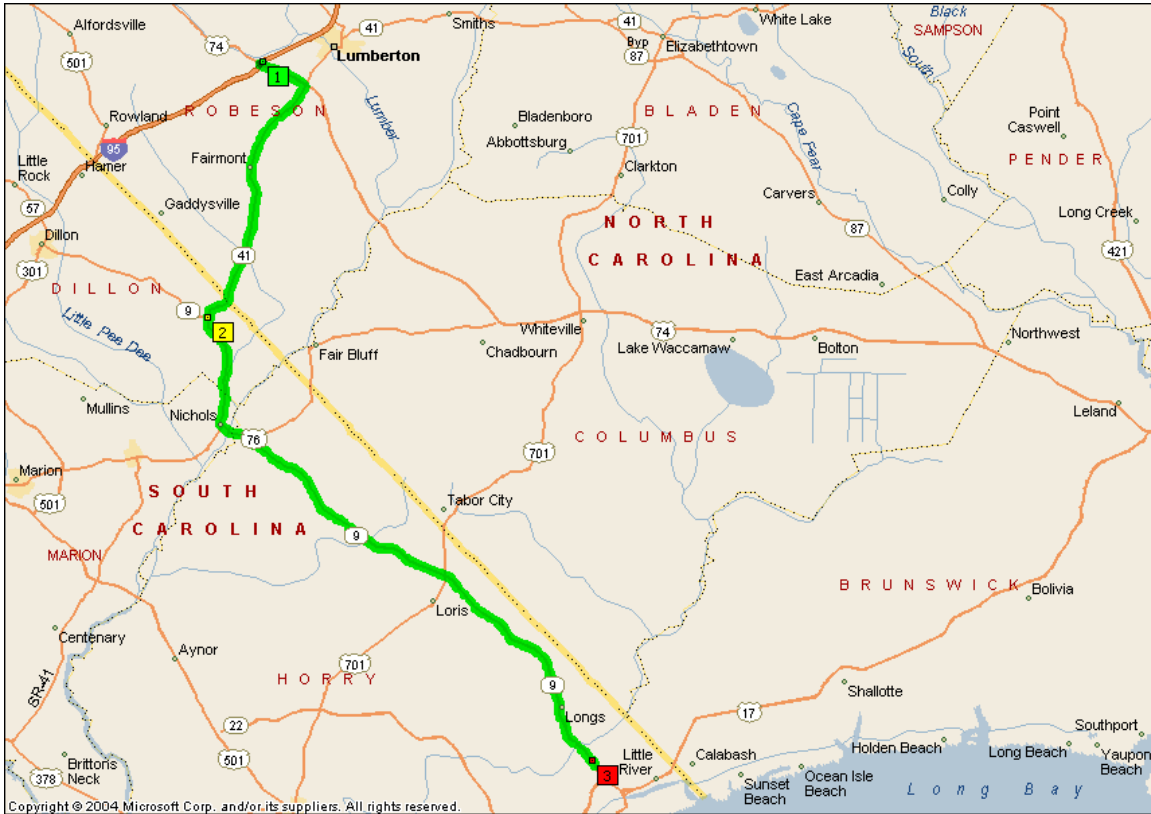 Alfordsville
74
501
Rowland
95
Hamer
Little
Rock
57
Dillon
301
DILLON
Little Pee Dee
Mullins
Marion
501
MARION
Centenary
SR-41
Brittons
Neck
378
41
Lumberton
1
ROBESON
Lumber
Fairmont
Gaddysville
41
9
2
Nichols
76
SOUTH
CAROLINA
9
Aynor
22
501
HORRY
701
Loris
Tabor City
9
Longs
3
Little
River
Smiths
41
Byp
87
Elizabethtown
White Lake
Black
SAMPSON
South
Bladenboro
Abbottsburg
701
BLADEN
Clarkton
Cape Fear
Carvers
Colly
Point
Caswell
PENDER
Long Creek
421
87
NORTH
CAROLINA
East Arcadia
Fair Bluff
Chadbourn
Whiteville
74
Lake Waccamaw
Bolton
Northwest
Leland
COLUMBUS
701
BRUNSWICK
Bolivia
Shallotte
17
Calabash
Sunset
Beach
Ocean Isle
Beach
Holden Beach
Long Beach
Southport
Yaupon
Beach
Long Bay
Copyright © 2004 Microsoft Corp. and/or its suppliers. All rights reserved.